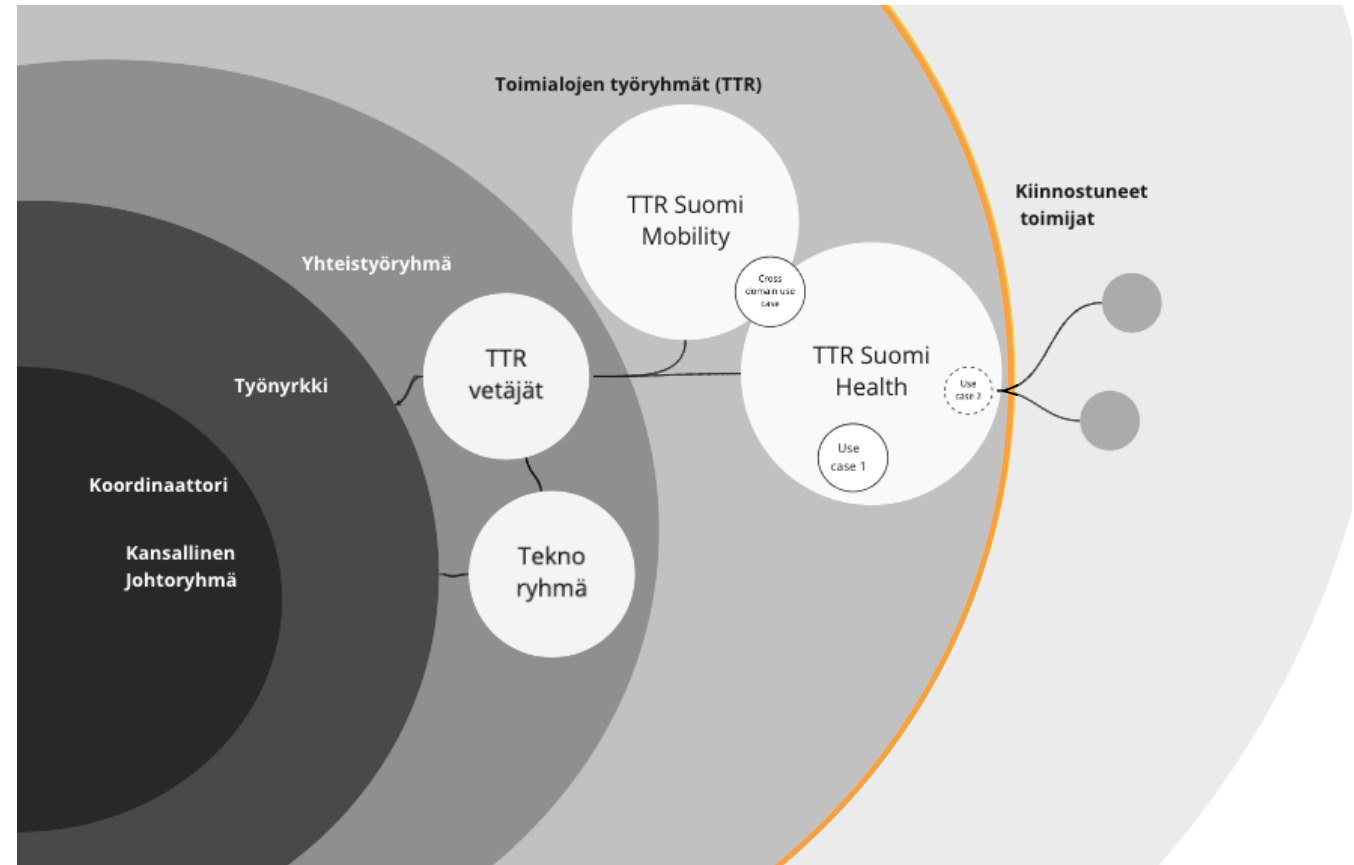 Toimialojen työryhmät (TTR)
TTR Suomi
Mobility
Kiinnostuneet
toimijat
Yhteistyöryhmä
Cross
domain use
case
TTR
vetäjät
TTR Suomi
Health
Työnyrkki
Use
case 2
Use
case 1
Koordinaattori
Kansallinen
Johtoryhmä
Tekno
ryhmä